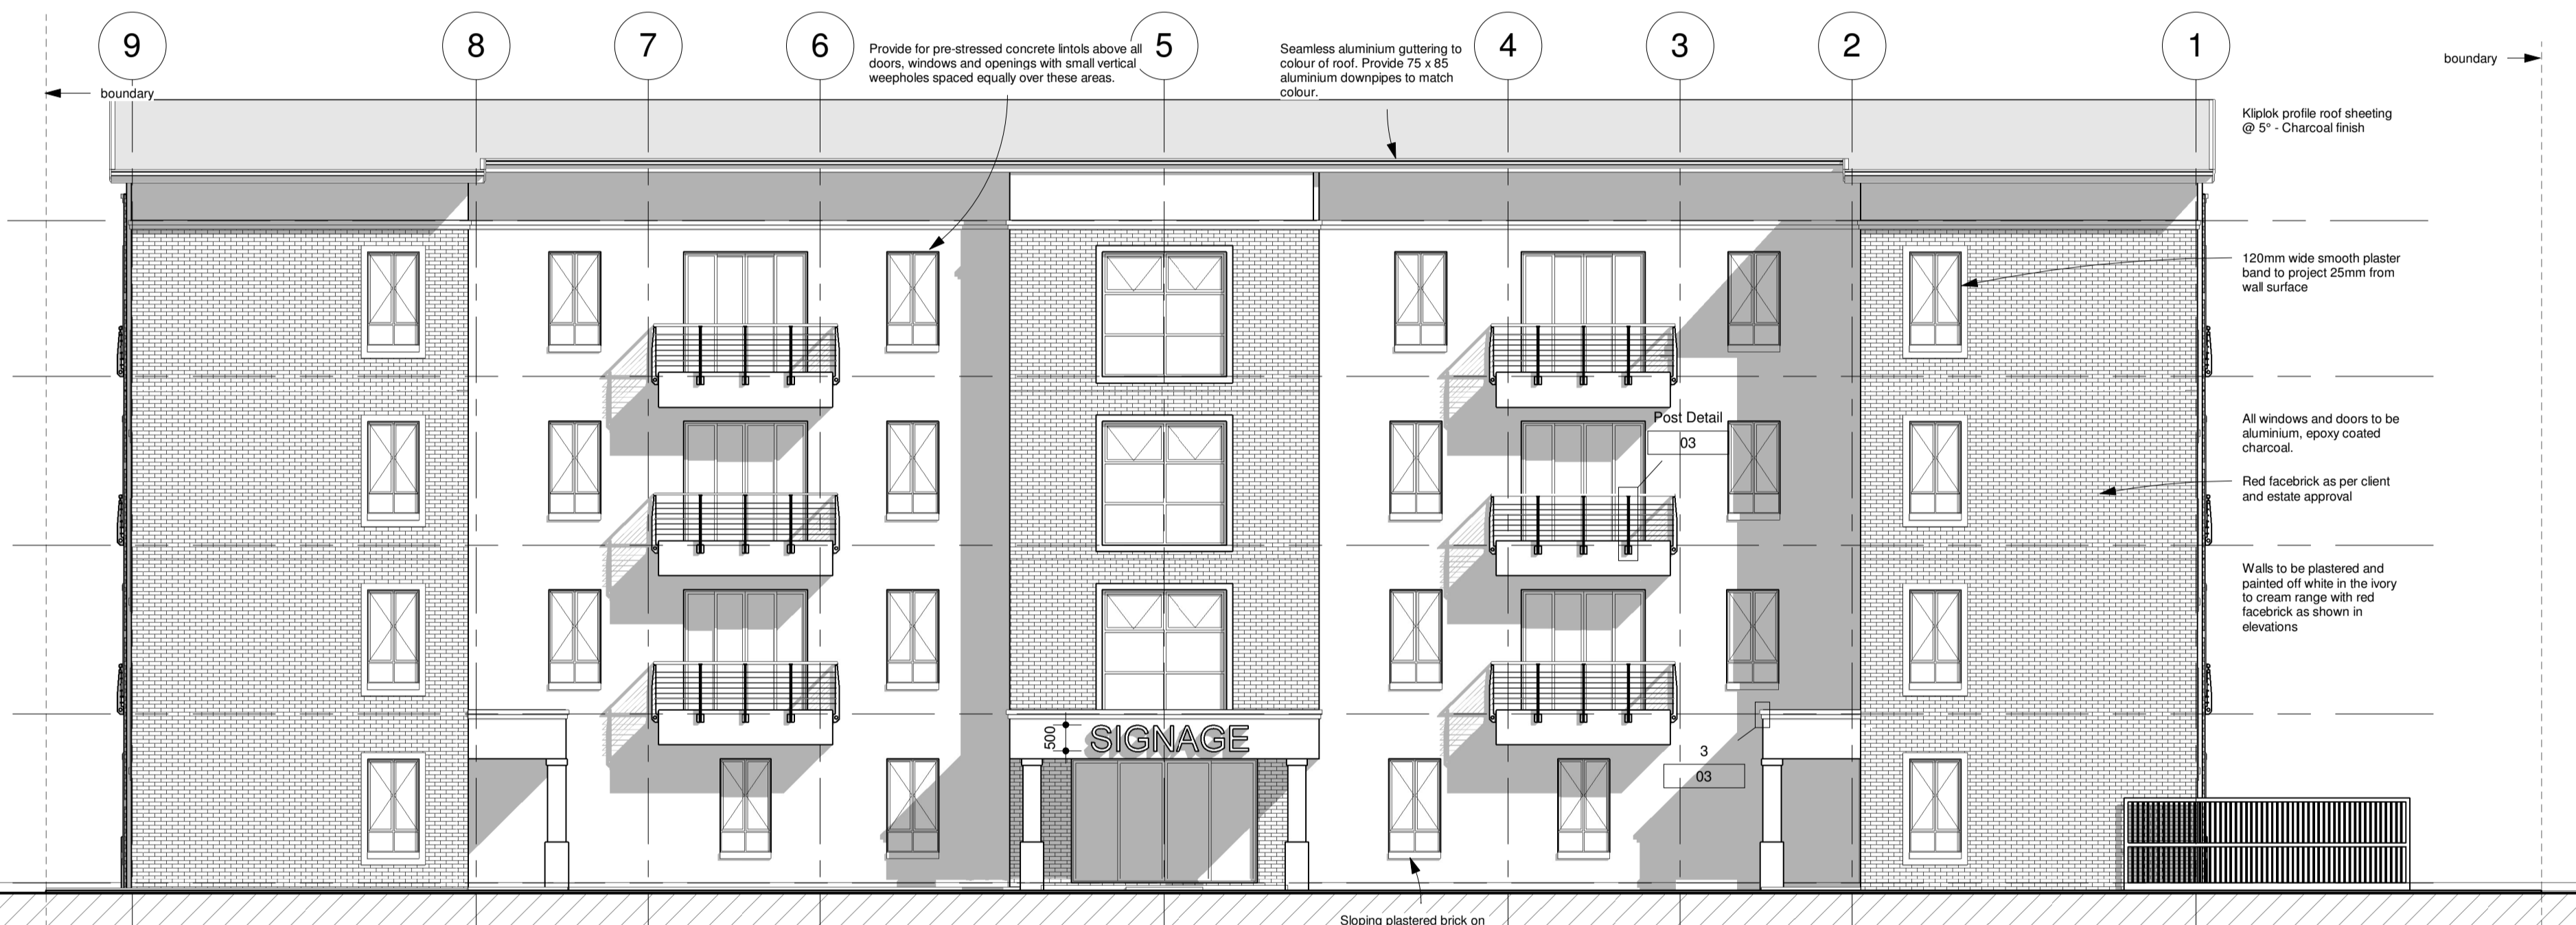 9
8
7
6
5
4
3
2
1
Provide for pre-stressed concrete lintols above all
doors, windows and openings with small vertical
weepholes spaced equally over these areas.
Seamless aluminium guttering to
colour of roof. Provide 75 x 85
aluminium downpipes to match
colour.
boundary
boundary
Kliplok profile roof sheeting
@ 5° - Charcoal finish
120mm wide smooth plaster
band to project 25mm from
wall surface
Post Detail
03
All windows and doors to be
aluminium, epoxy coated
charcoal.
Red facebrick as per client
and estate approval
Walls to be plastered and
painted off white in the ivory
to cream range with red
facebrick as shown in
elevations
500
SIGNAGE
3
03
Sloping plastered brick on